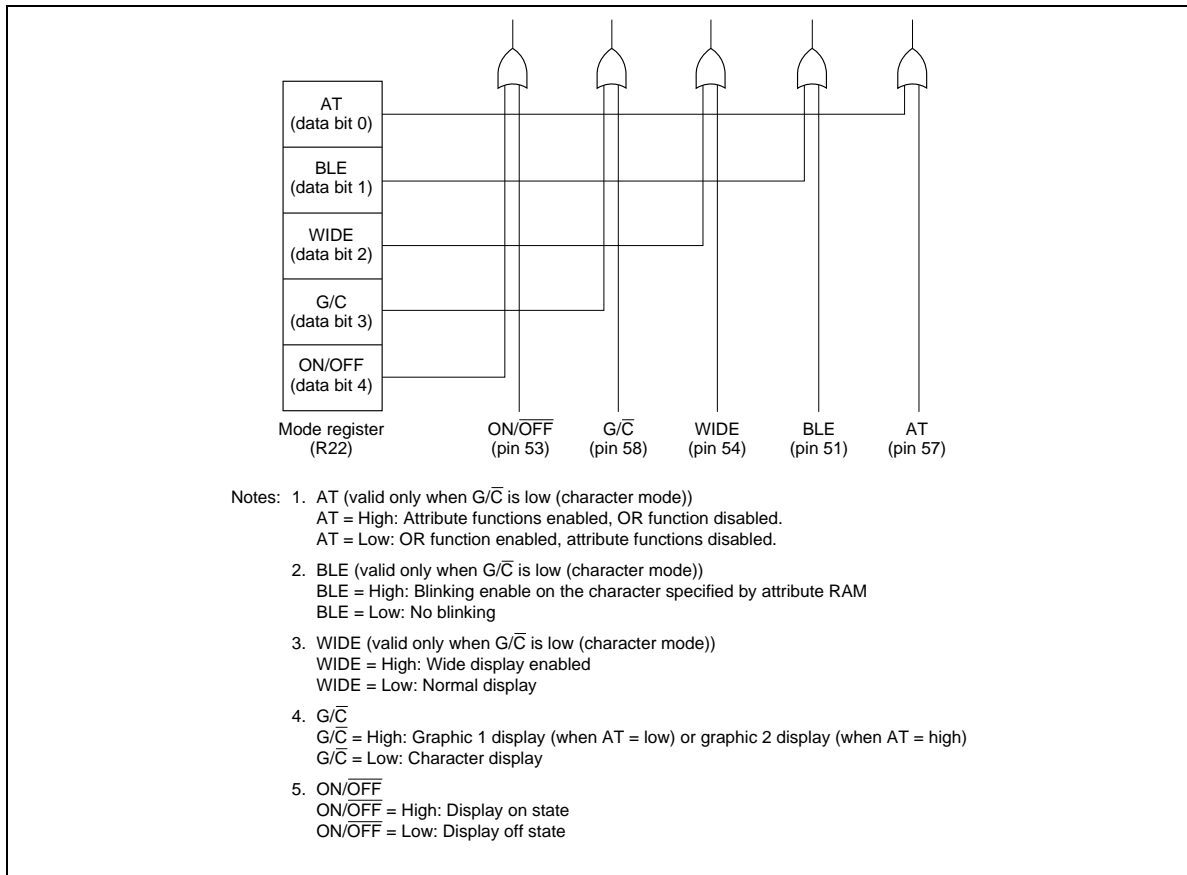 AT
(data bit 0)
BLE
(data bit 1)
WIDE
(data bit 2)
G/C
(data bit 3)
ON/OFF
(data bit 4)
Mode register
(R22)
ON/O̅F̅F̅
(pin 53)
G/C̅
(pin 58)
WIDE
(pin 54)
BLE
(pin 51)
AT
(pin 57)
Notes: 1. AT (valid only when G/C̅ is low (character mode))
AT = High: Attribute functions enabled, OR function disabled.
AT = Low: OR function enabled, attribute functions disabled.
2. BLE (valid only when G/C̅ is low (character mode))
BLE = High: Blinking enable on the character specified by attribute RAM
BLE = Low: No blinking
3. WIDE (valid only when G/C̅ is low (character mode))
WIDE = High: Wide display enabled
WIDE = Low: Normal display
4. G/C̅
G/C̅ = High: Graphic 1 display (when AT = low) or graphic 2 display (when AT = high)
G/C̅ = Low: Character display
5. ON/O̅F̅F̅
ON/O̅F̅F̅ = High: Display on state
ON/O̅F̅F̅ = Low: Display off state